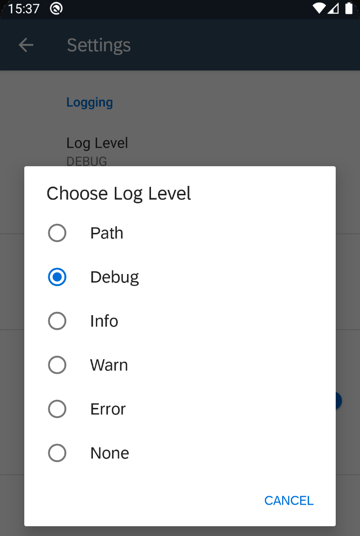 15:37
Settings
Logging
Log Level
DEBUG
Choose Log Level
Path
Debug
Info
Warn
Error
None
CANCEL